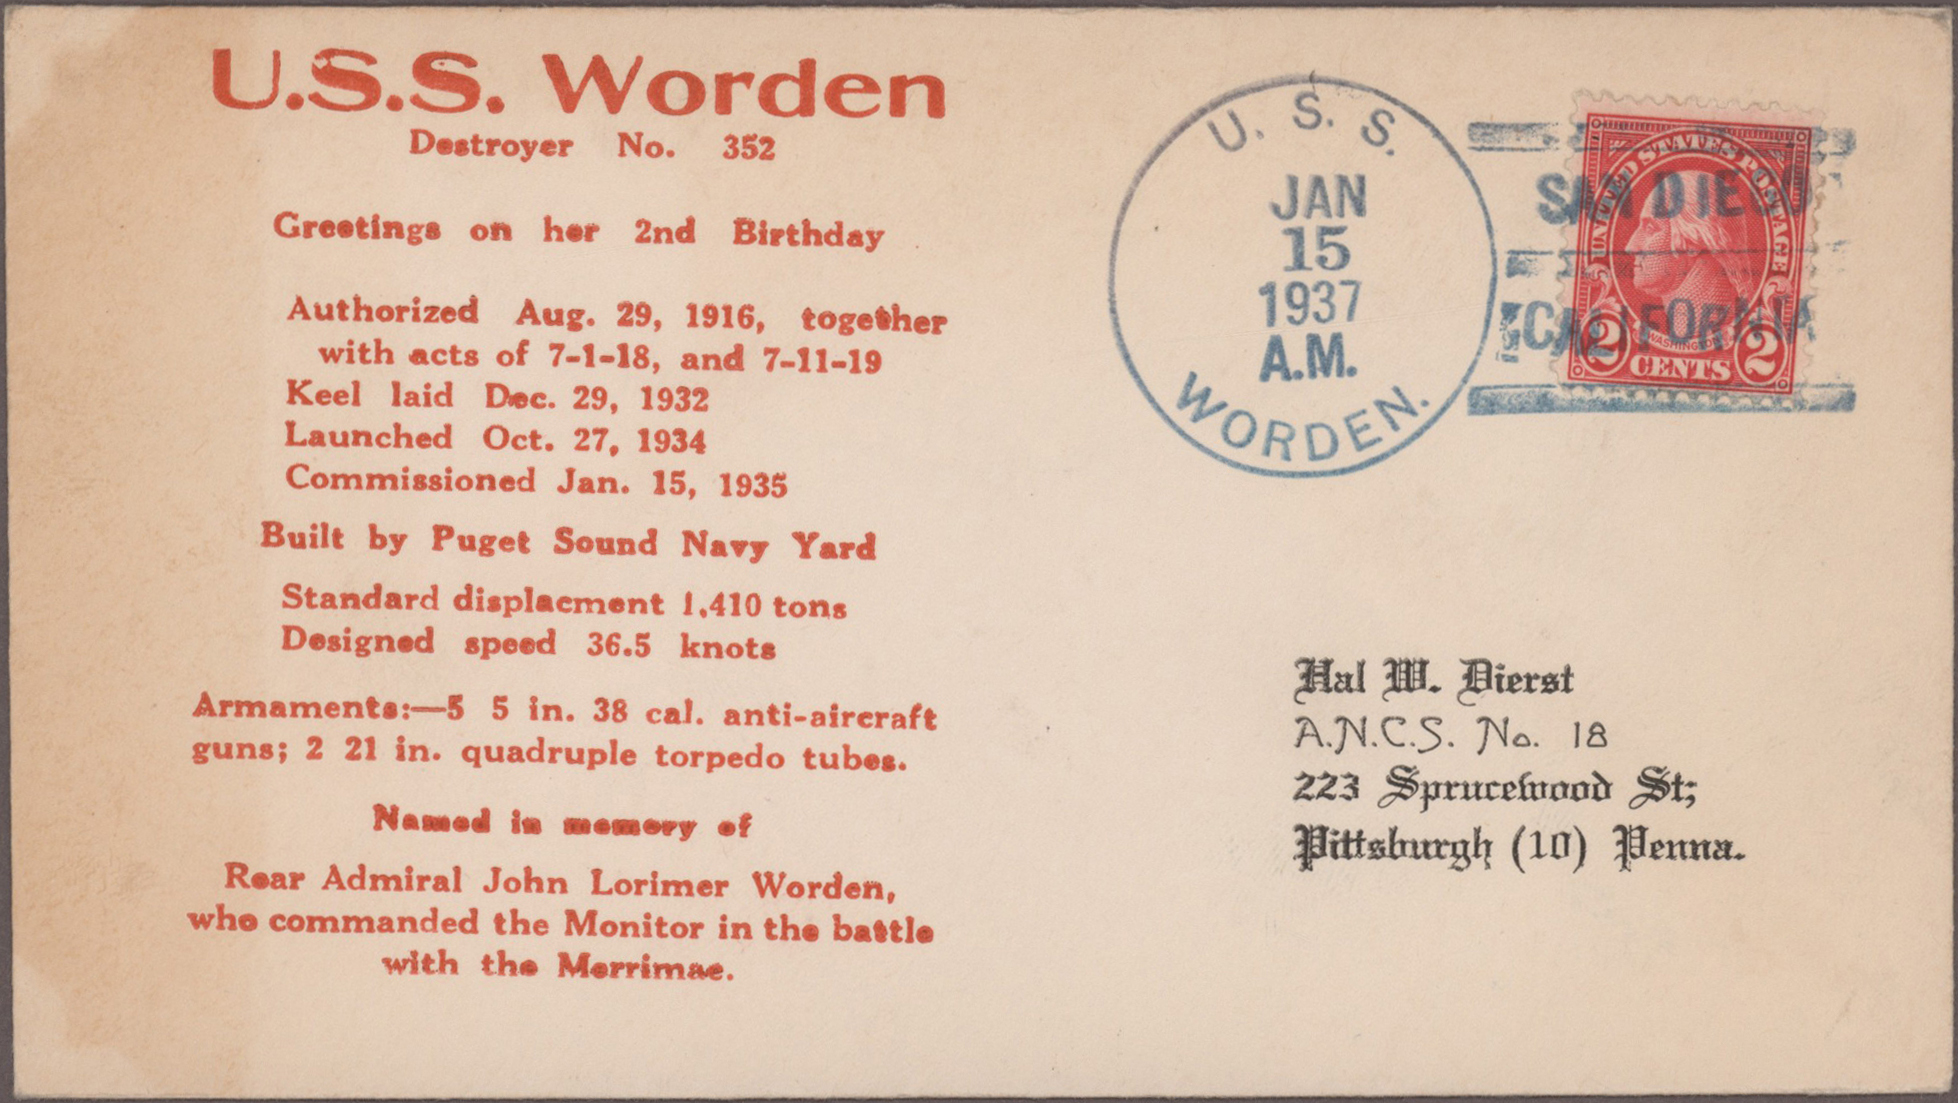 U.S.S. Worden
Destroyer No. 352
Greetings on her 2nd Birthday
Authorized Aug. 29, 1916, together
with acts of 7-1-18, and 7-11-19
Keel laid Dec. 29, 1932
Launched Oct. 27, 1934
Commissioned Jan. 15, 1935
Built by Puget Sound Navy Yard
Standard displacment 1,410 tons
Designed speed 36.5 knots
Armaments:—5 5 in. 38 cal. anti-aircraft
guns; 2 21 in. quadruple torpedo tubes.
Named in memory of
Rear Admiral John Lorimer Worden,
who commanded the Monitor in the battle
with the Merrimac.
U. S. S.
JAN
15
1937
A.M.
WORDEN.
SAN DIEGO
CALIFORNIA
UNITED STATES POSTAGE
WASHINGTON
2 CENTS 2
Hal W. Dierst
A.N.C.S. No. 18
223 Sprucewood St;
Pittsburgh (10) Penna.